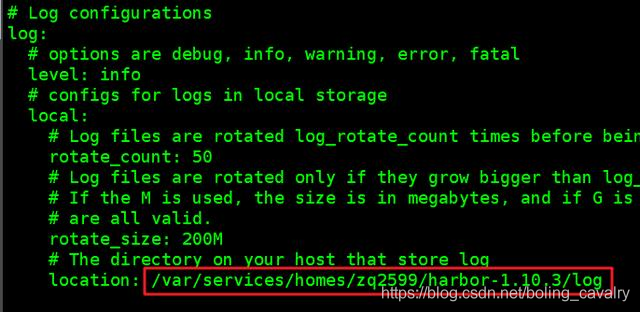 # Log configurations
log:
  # options are debug, info, warning, error, fatal
  level: info
  # configs for logs in local storage
  local:
    # Log files are rotated log_rotate_count times before bein
    rotate_count: 50
    # Log files are rotated only if they grow bigger than log_
    # If the M is used, the size is in megabytes, and if G is
    # are all valid.
    rotate_size: 200M
    # The directory on your host that store log
    location: /var/services/homes/zq2599/harbor-1.10.3/log
https://blog.csdn.net/boling_cavalry